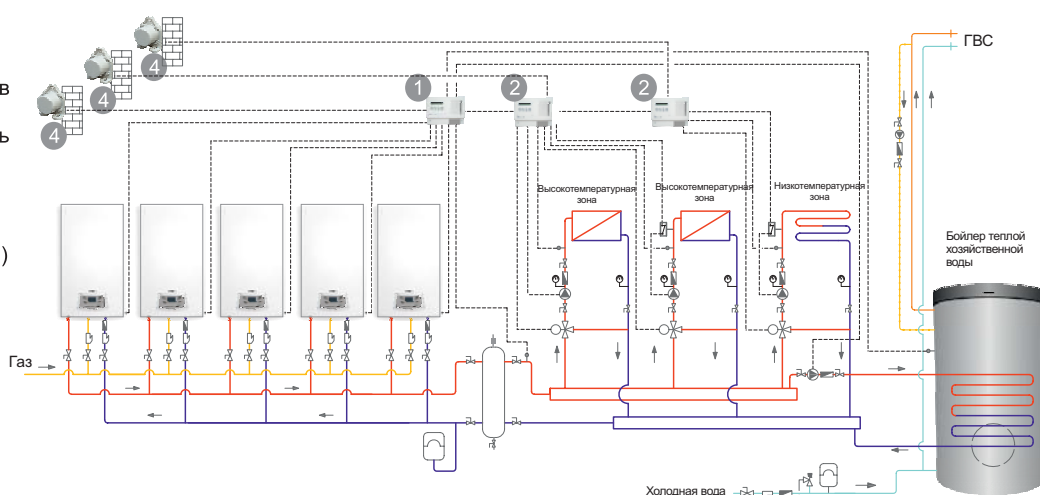 ГВС
4
4
в
4
ь
1
2
2
Высокотемпературная
зона
Высокотемпературная
зона
Низкотемпературная
зона
)
Бойлер теплой
хозяйственной
воды
Газ
Холодная вода